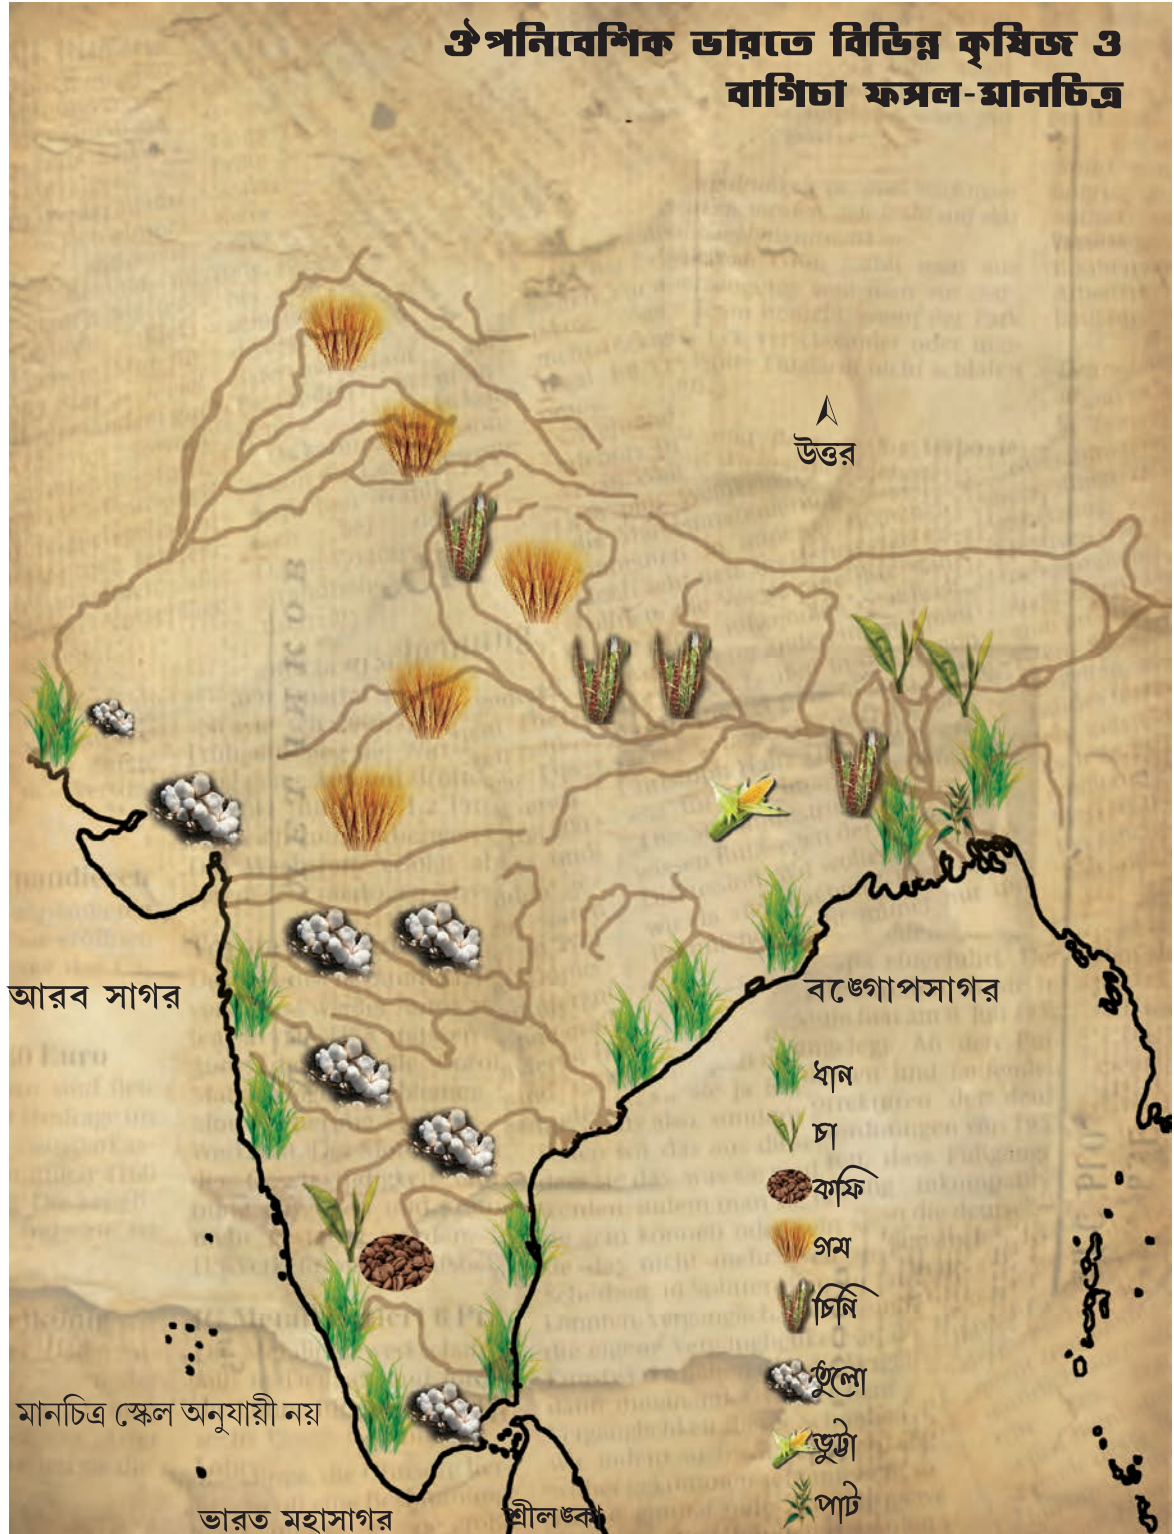 ঔপনিবেশিক ভারতে বিভিন্ন কৃষিজ ও
বাগিচা ফসল-মানচিত্র
উত্তর
আরব সাগর
বঙ্গোপসাগর
ধান
চা
কফি
গম
চিনি
তুলো
ভুট্টা
পাট
মানচিত্র স্কেল অনুযায়ী নয়
ভারত মহাসাগর
শ্রীলঙ্কা